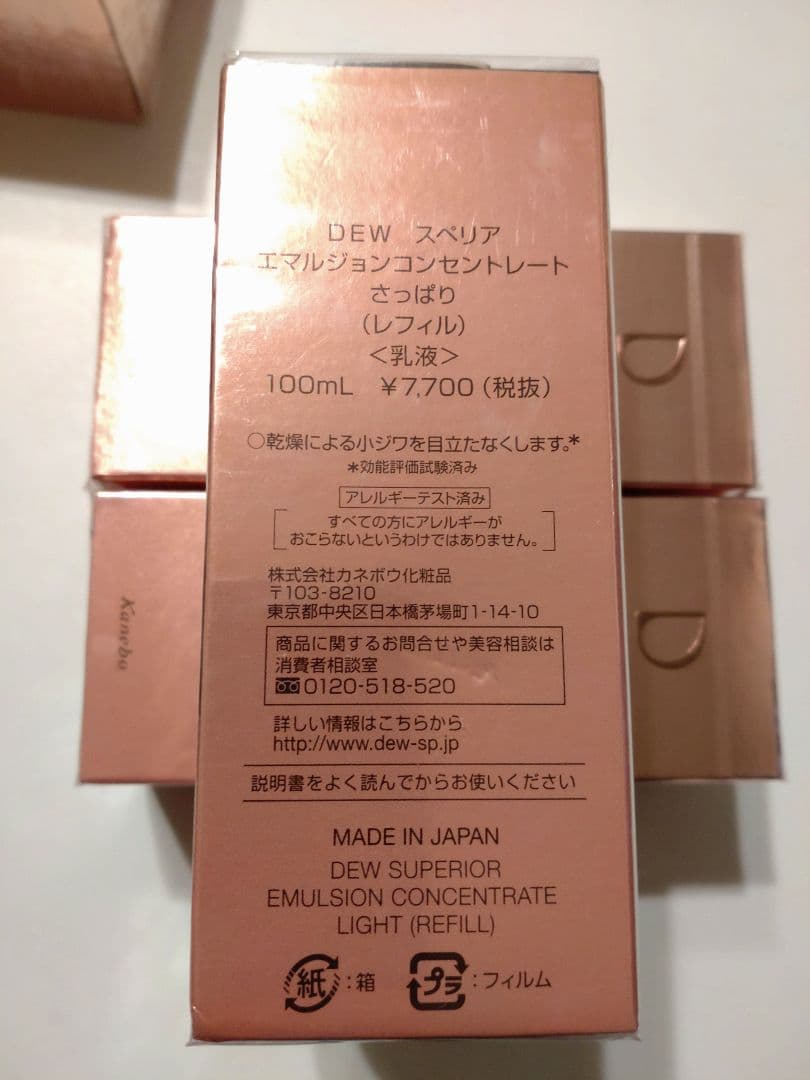 DEW スペリア
エマルジョンコンセントレート
さっぱり
(レフィル)
<乳液>
100mL ¥7,700(税抜)
○乾燥による小ジワを目立たなくします。*
*効能評価試験済み
アレルギーテスト済み
すべての方にアレルギーが
おこらないというわけではありません。
株式会社カネボウ化粧品
〒103-8210
東京都中央区日本橋茅場町1-14-10
商品に関するお問合せや美容相談は
消費者相談室
0120-518-520
詳しい情報はこちらから
http://www.dew-sp.jp
説明書をよく読んでからお使いください
MADE IN JAPAN
DEW SUPERIOR
EMULSION CONCENTRATE
LIGHT (REFILL)
紙:箱 プラ:フィルム
Kanebo
D
D